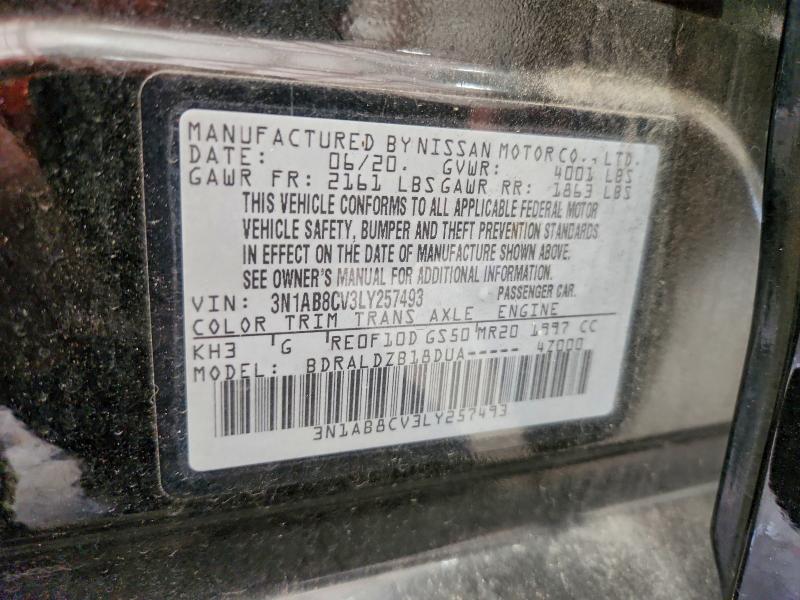 MANUFACTURED BY NISSAN MOTOR CO., LTD.
DATE: 06/20. GVWR: 4001 LBS
GAWR FR: 2161 LBS GAWR RR: 1863 LBS
THIS VEHICLE CONFORMS TO ALL APPLICABLE FEDERAL MOTOR
VEHICLE SAFETY, BUMPER AND THEFT PREVENTION STANDARDS
IN EFFECT ON THE DATE OF MANUFACTURE SHOWN ABOVE.
SEE OWNER'S MANUAL FOR ADDITIONAL INFORMATION.
VIN: 3N1AB8CV3LY257493 PASSENGER CAR.
COLOR TRIM TRANS AXLE ENGINE
KH3 G RE0F10D GS50 MR20 1997 CC
MODEL: BDRALDZB18DUA----- 4Z000
3N1AB8CV3LY257493